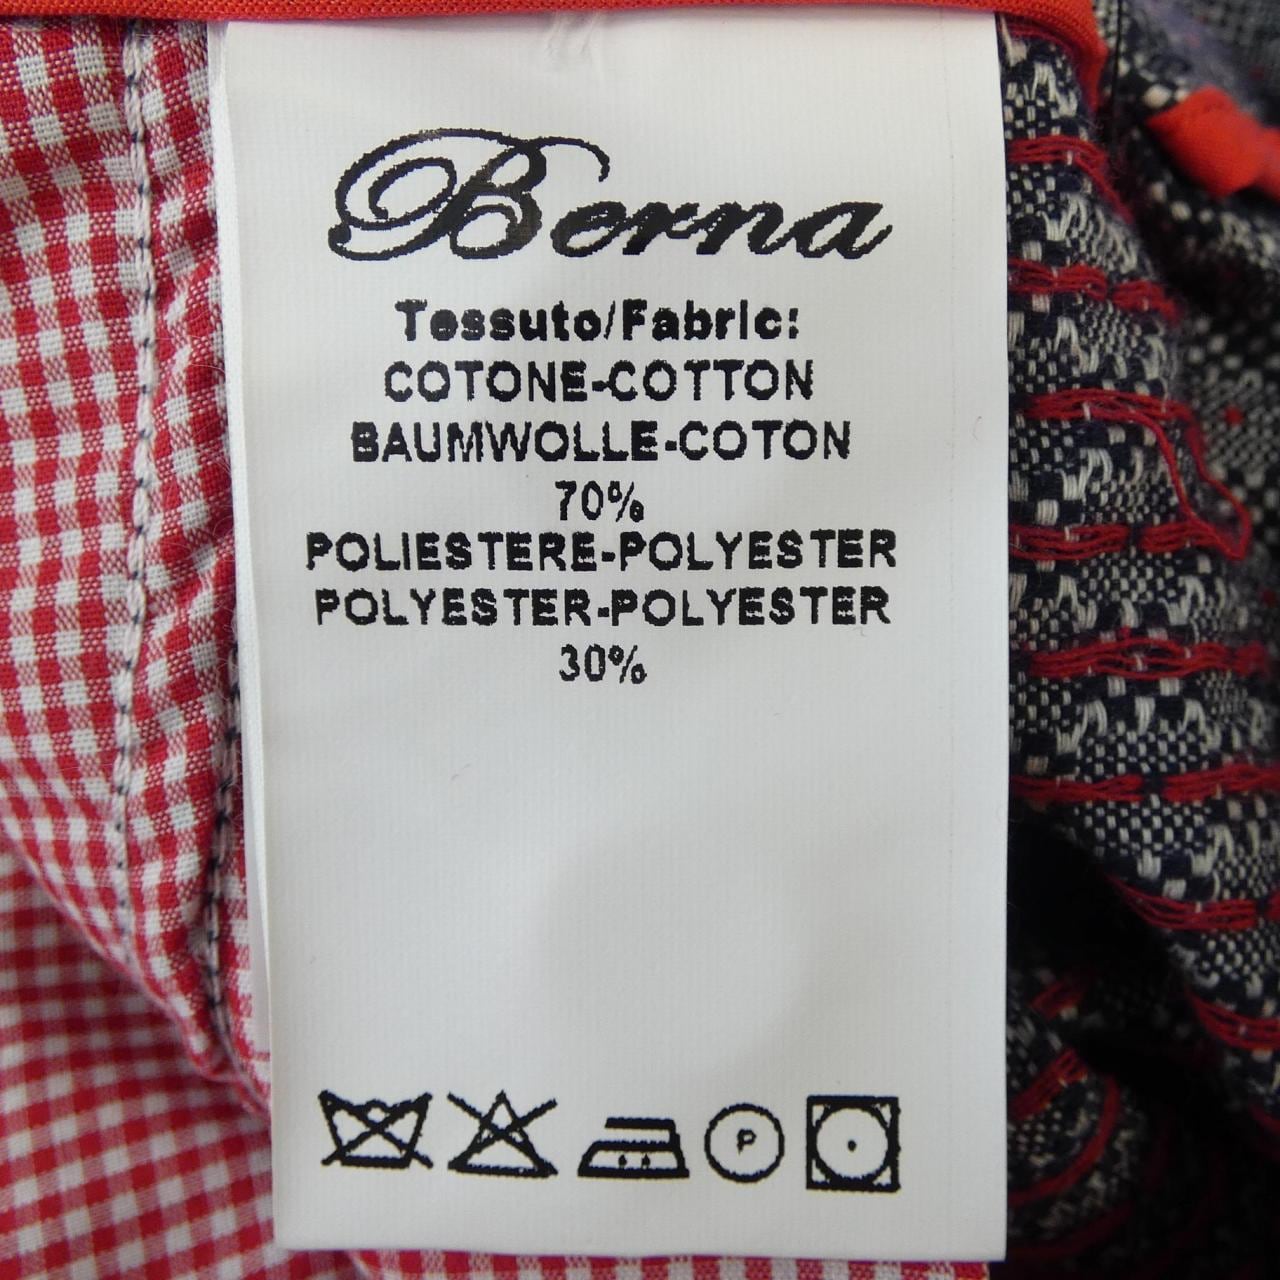 Berna
Tessuto/Fabric:
COTONE-COTTON
BAUMWOLLE-COTON
70%
POLIESTERE-POLYESTER
POLYESTER-POLYESTER
30%
P